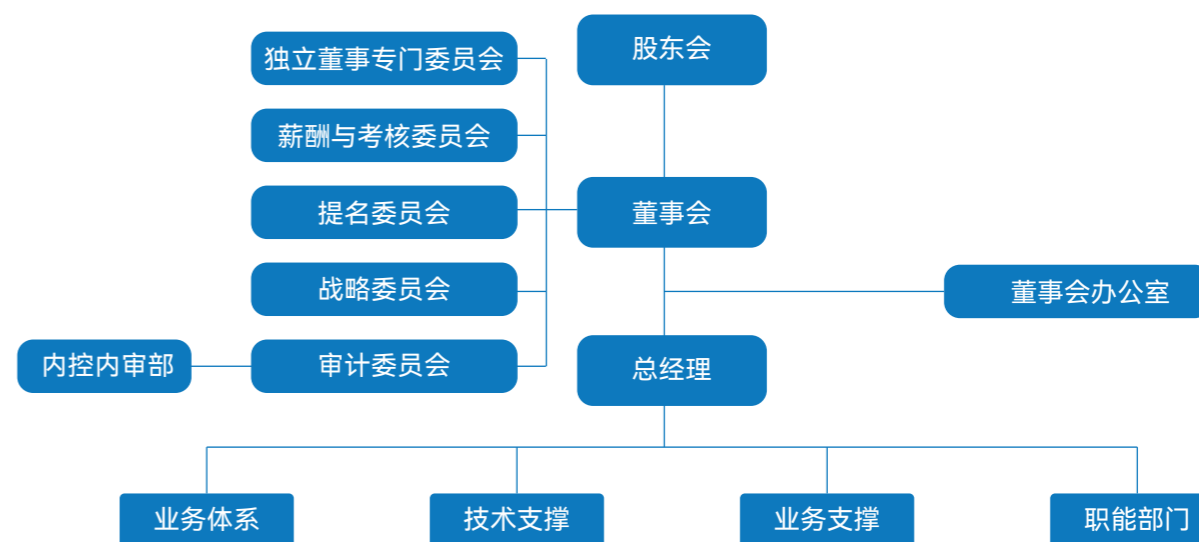 股东会
独立董事专门委员会
薪酬与考核委员会
提名委员会
董事会
战略委员会
董事会办公室
内控内审部
审计委员会
总经理
业务体系
技术支撑
业务支撑
职能部门